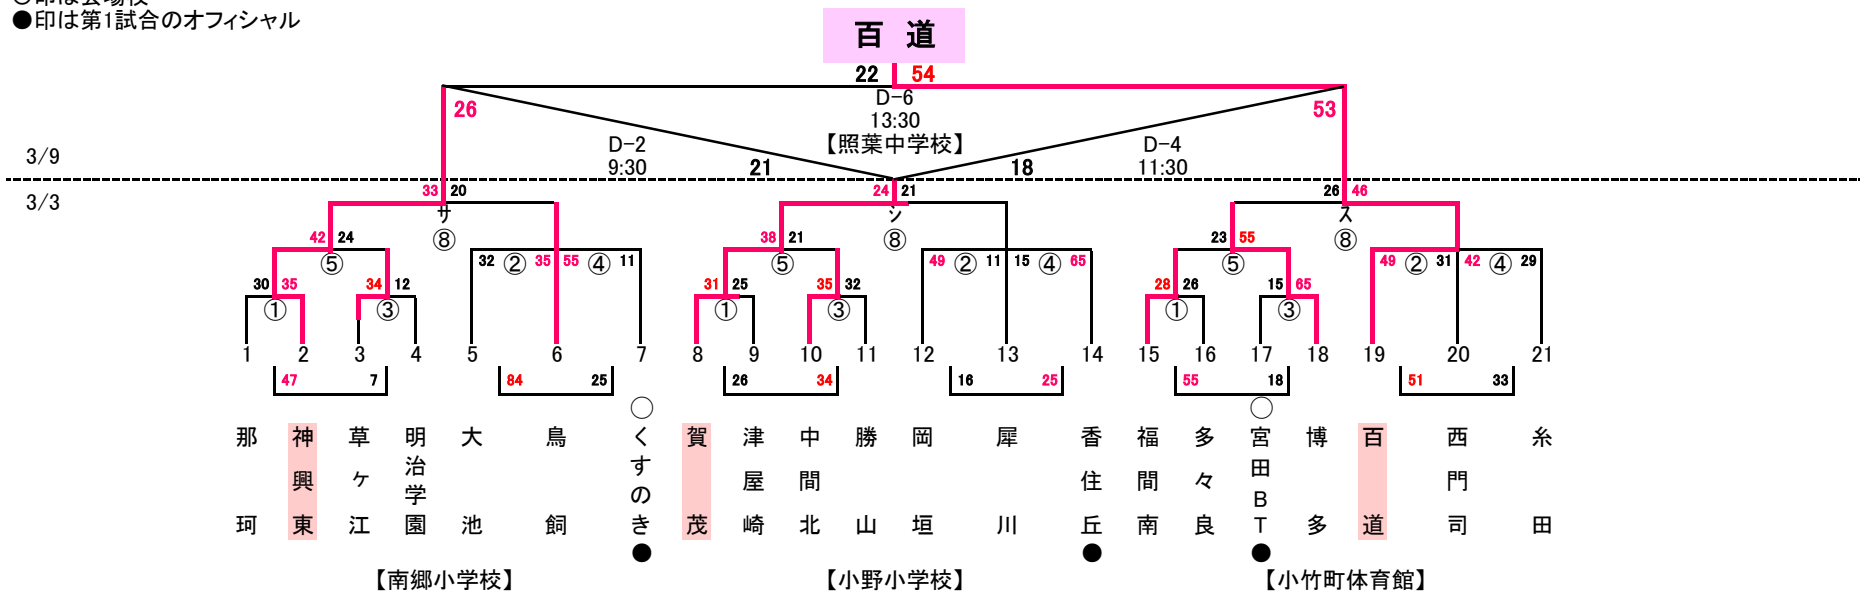 ●印は第1試合のオフィシャル
百 道
22 54
26 D-6 53
13:30
D-2 【照葉中学校】 D-4
3/9 9:30 21 18 11:30
3/3 33 20 24 21 26 46
サ シ ス
42 24 ⑧ 38 21 ⑧ 23 55 ⑧
⑤ 32 ② 35 55 ④ 11 ⑤ 49 ② 11 15 ④ 65 ⑤ 49 ② 31 42 ④ 29
30 35 34 12 31 25 35 32 28 26 15 65
① ③ ① ③ ① ③
1 2 3 4 5 6 7 8 9 10 11 12 13 14 15 16 17 18 19 20 21
47 7 84 25 26 34 16 25 55 18 51 33
○ ○
那珂
神興東
草ヶ江
明治学園
大池
鳥飼
くすのき
賀茂
津屋崎
中間北
勝山
岡垣
犀川
香住丘
福間南
多々良
宮田BT
博多
百道
西門司
糸田
● ● ●
【南郷小学校】 【小野小学校】 【小竹町体育館】